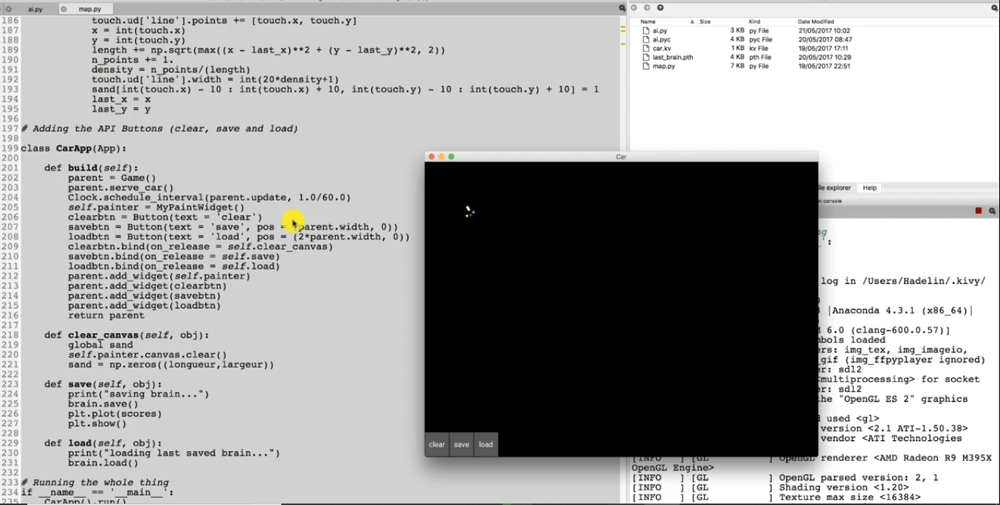 ai.py map.py
186 touch.ud['line'].points += [touch.x, touch.y]
187 x = int(touch.x)
188 y = int(touch.y)
189 length += np.sqrt(max((x - last_x)**2 + (y - last_y)**2, 2))
190 n_points += 1.
191 density = n_points/(length)
192 touch.ud['line'].width = int(20*density+1)
193 sand[int(touch.x) - 10 : int(touch.x) + 10, int(touch.y) - 10 : int(touch.y) + 10] = 1
194 last_x = x
195 last_y = y
196
197 # Adding the API Buttons (clear, save and load)
198
199 class CarApp(App):
200
201 def build(self):
202 parent = Game()
203 parent.serve_car()
204 Clock.schedule_interval(parent.update, 1.0/60.0)
205 self.painter = MyPaintWidget()
206 clearbtn = Button(text = 'clear')
207 savebtn = Button(text = 'save', pos = (parent.width, 0))
208 loadbtn = Button(text = 'load', pos = (2*parent.width, 0))
209 clearbtn.bind(on_release = self.clear_canvas)
210 savebtn.bind(on_release = self.save)
211 loadbtn.bind(on_release = self.load)
212 parent.add_widget(self.painter)
213 parent.add_widget(clearbtn)
214 parent.add_widget(savebtn)
215 parent.add_widget(loadbtn)
216 return parent
217
218 def clear_canvas(self, obj):
219 global sand
220 self.painter.canvas.clear()
221 sand = np.zeros((longueur,largeur))
222
223 def save(self, obj):
224 print("saving brain...")
225 brain.save()
226 plt.plot(scores)
227 plt.show()
228
229 def load(self, obj):
230 print("loading last saved brain...")
231 brain.load()
232
233 # Running the whole thing
234 if __name__ == '__main__':
235 CarApp().run()
Name Size Kind Date Modified
ai.py 3 KB py File 21/05/2017 10:02
ai.pyc 4 KB pyc File 20/05/2017 08:47
car.kv 1 KB kv File 19/05/2017 17:11
last_brain.pth 4 KB pth File 20/05/2017 10:29
map.py 7 KB py File 19/06/2017 22:51
Car
clear save load
ile explorer Help
n console
ng
_':
log in /Users/Hadelin/.kivy/
|Anaconda 4.3.1 (x86_64)|
6.0 (clang-600.0.57)]
mbols loaded
ers: img_tex, img_imageio,
_gif (img_ffpyplayer ignored)
er: sdl2
<multiprocessing> for socket
er: sdl2
the "OpenGL ES 2" graphics
d used <gl>
version <2.1 ATI-1.50.38>
vendor <ATI Technologies
[INFO ] [GL ] OpenGL renderer <AMD Radeon R9 M395X
OpenGL Engine>
[INFO ] [GL ] OpenGL parsed version: 2, 1
[INFO ] [GL ] Shading version <1.20>
[INFO ] [GL ] Texture max size <16384>